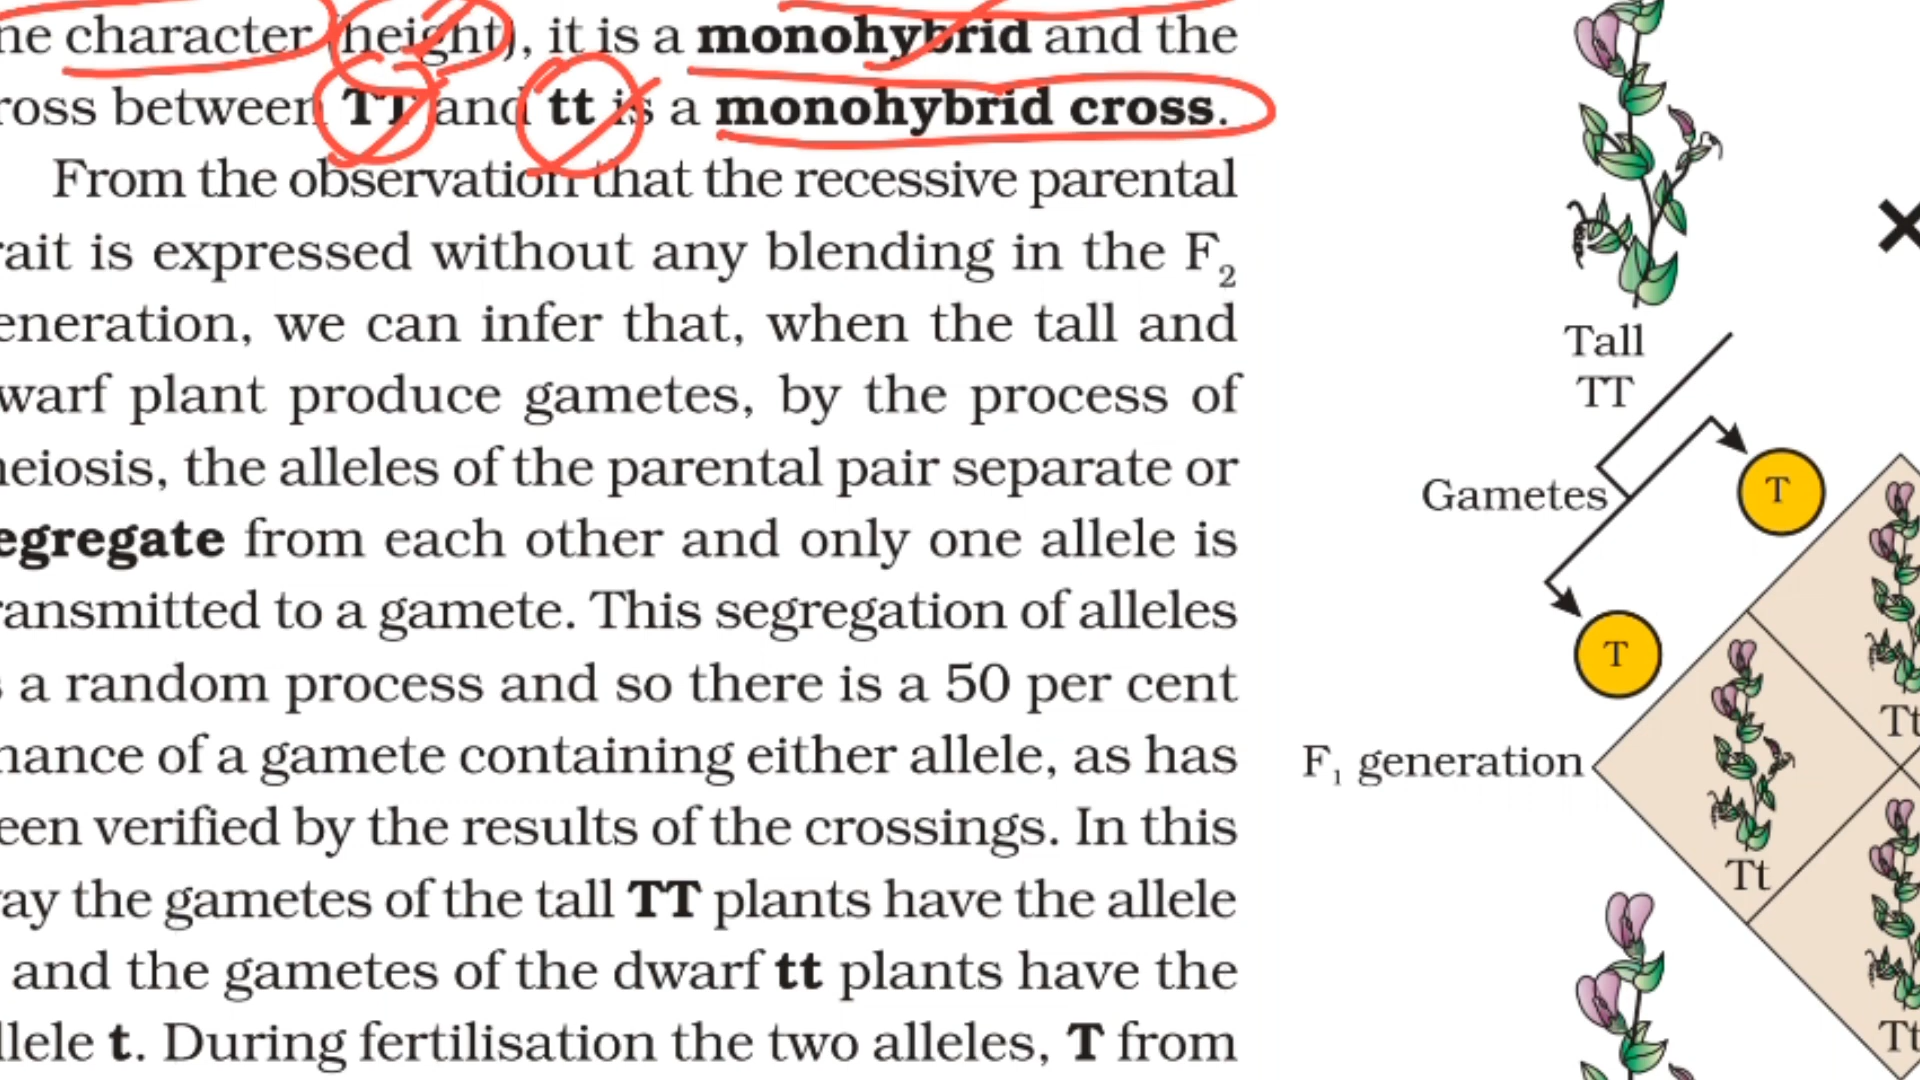 ne character (height), it is a monohybrid and the
ross between TT and tt is a monohybrid cross.
From the observation that the recessive parental
rait is expressed without any blending in the F₂
eneration, we can infer that, when the tall and
warf plant produce gametes, by the process of
neiosis, the alleles of the parental pair separate or
egregate from each other and only one allele is
ransmitted to a gamete. This segregation of alleles
s a random process and so there is a 50 per cent
hance of a gamete containing either allele, as has
een verified by the results of the crossings. In this
ay the gametes of the tall TT plants have the allele
and the gametes of the dwarf tt plants have the
llele t. During fertilisation the two alleles, T from
Tall
TT
Gametes
T
T
F₁ generation
Tt
Tt
Tt